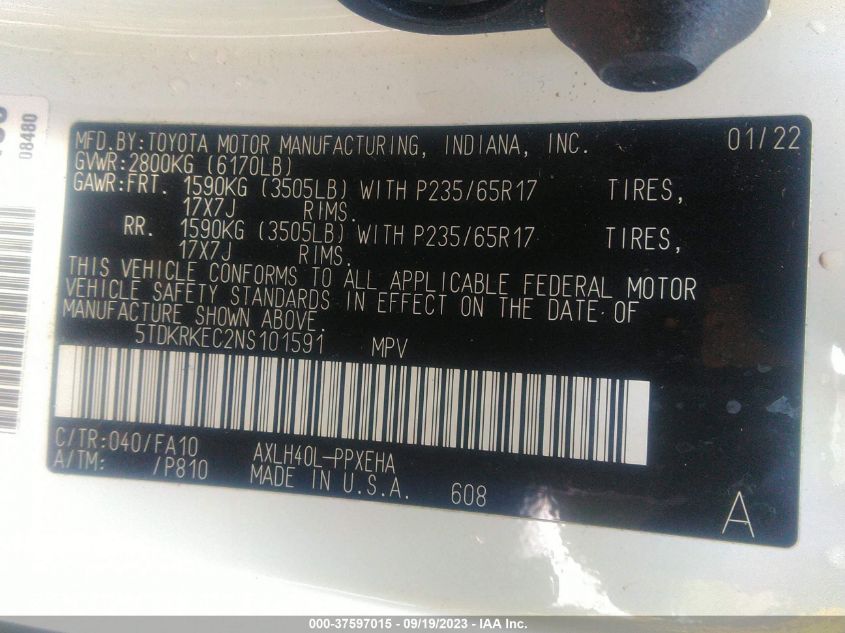 08480
MFD.BY:TOYOTA MOTOR MANUFACTURING, INDIANA, INC. 01/22
GVWR:2800KG (6170LB)
GAWR:FRT. 1590KG (3505LB) WITH P235/65R17 TIRES,
17X7J RIMS.
RR. 1590KG (3505LB) WITH P235/65R17 TIRES,
17X7J RIMS.
THIS VEHICLE CONFORMS TO ALL APPLICABLE FEDERAL MOTOR
VEHICLE SAFETY STANDARDS IN EFFECT ON THE DATE OF
MANUFACTURE SHOWN ABOVE.
5TDKRKEC2NS101591 MPV
C/TR:040/FA10 AXLH40L-PPXEHA
A/TM: /P810 MADE IN U.S.A. 608
A
000-37597015 - 09/19/2023 - IAA Inc.